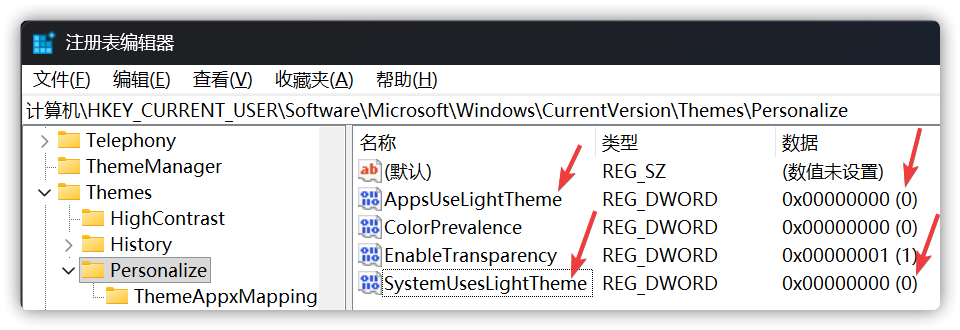 注册表编辑器
文件(F) 编辑(E) 查看(V) 收藏夹(A) 帮助(H)
计算机\HKEY_CURRENT_USER\Software\Microsoft\Windows\CurrentVersion\Themes\Personalize
Telephony
ThemeManager
Themes
HighContrast
History
Personalize
ThemeAppxMapping
名称 类型 数据
ab (默认) REG_SZ (数值未设置)
AppsUseLightTheme REG_DWORD 0x00000000 (0)
ColorPrevalence REG_DWORD 0x00000000 (0)
EnableTransparency REG_DWORD 0x00000001 (1)
SystemUsesLightTheme REG_DWORD 0x00000000 (0)